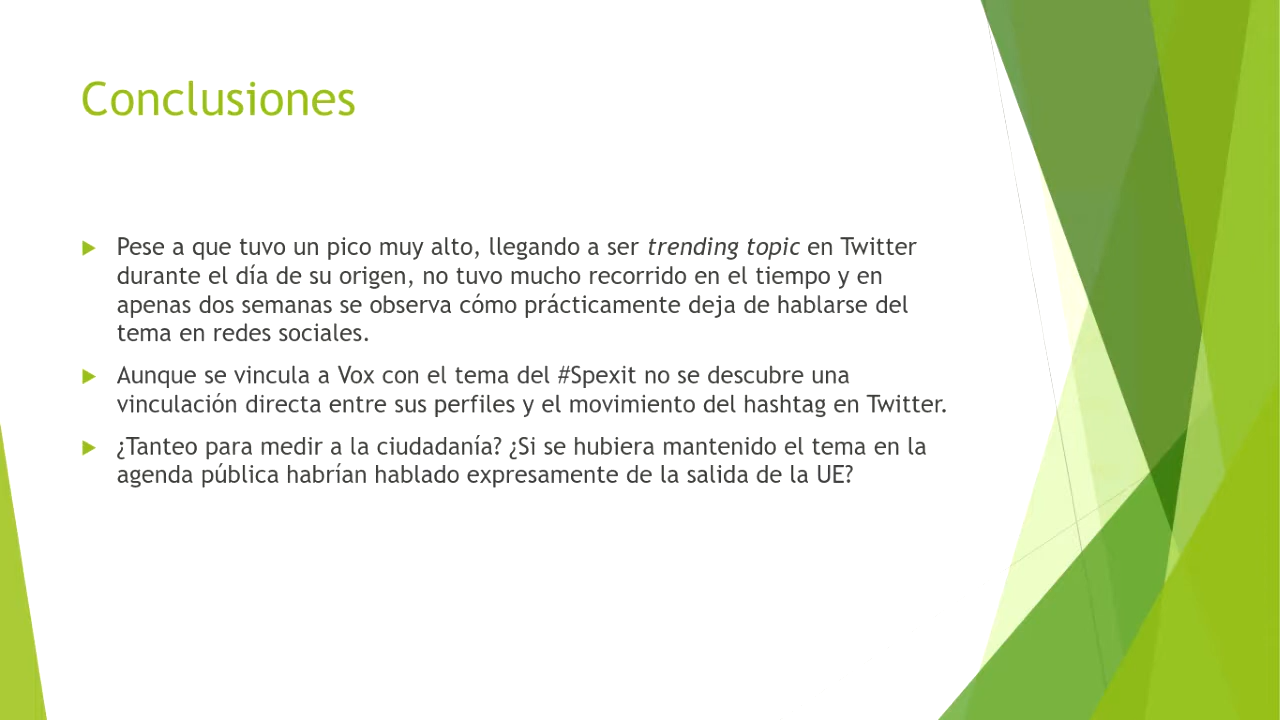 Conclusiones
Pese a que tuvo un pico muy alto, llegando a ser trending topic en Twitter
durante el día de su origen, no tuvo mucho recorrido en el tiempo y en
apenas dos semanas se observa cómo prácticamente deja de hablarse del
tema en redes sociales.
Aunque se vincula a Vox con el tema del #Spexit no se descubre una
vinculación directa entre sus perfiles y el movimiento del hashtag en Twitter.
¿Tanteo para medir a la ciudadanía? ¿Si se hubiera mantenido el tema en la
agenda pública habrían hablado expresamente de la salida de la UE?